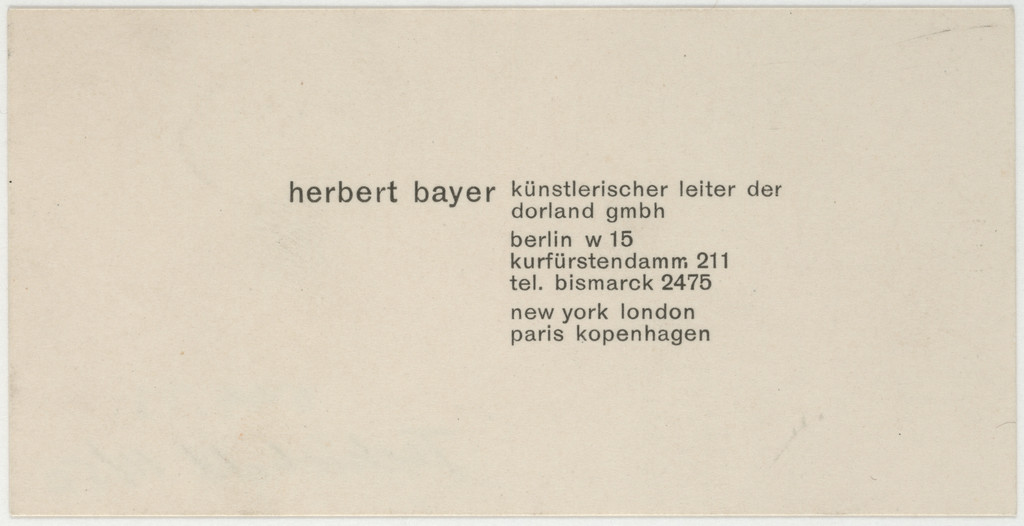 herbert bayer künstlerischer leiter der
dorland gmbh
berlin w 15
kurfürstendamm 211
tel. bismarck 2475
new york london
paris kopenhagen